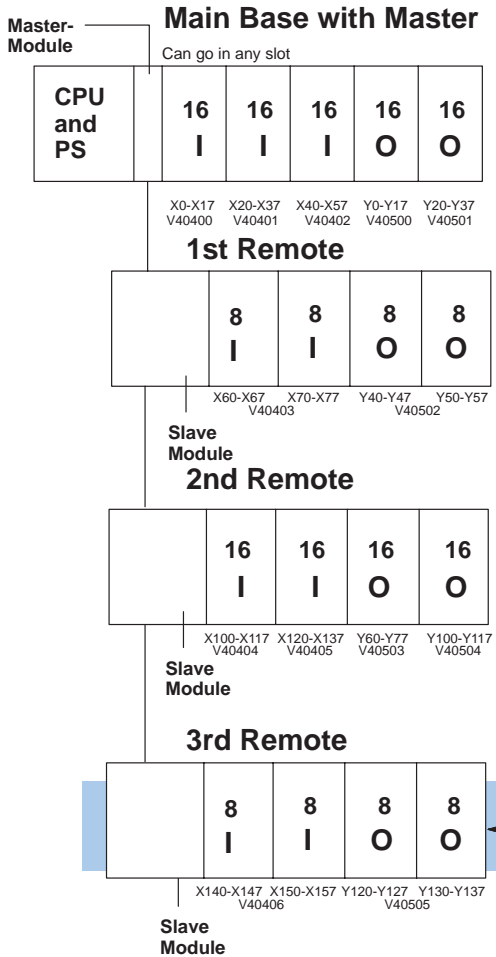 Main Base with Master
Master-
Module
Can go in any slot
CPU
and
PS
16 16 16 16 16
I I I O O
X0-X17 X20-X37 X40-X57 Y0-Y17 Y20-Y37
V40400 V40401 V40402 V40500 V40501
1st Remote
8 8 8 8
I I O O
X60-X67 X70-X77 Y40-Y47 Y50-Y57
V40403 V40502
Slave
Module
2nd Remote
16 16 16 16
I I O O
X100-X117 X120-X137 Y60-Y77 Y100-Y117
V40404 V40405 V40503 V40504
Slave
Module
3rd Remote
8 8 8 8
I I O O
X140-X147 X150-X157 Y120-Y127 Y130-Y137
V40406 V40505
Slave
Module